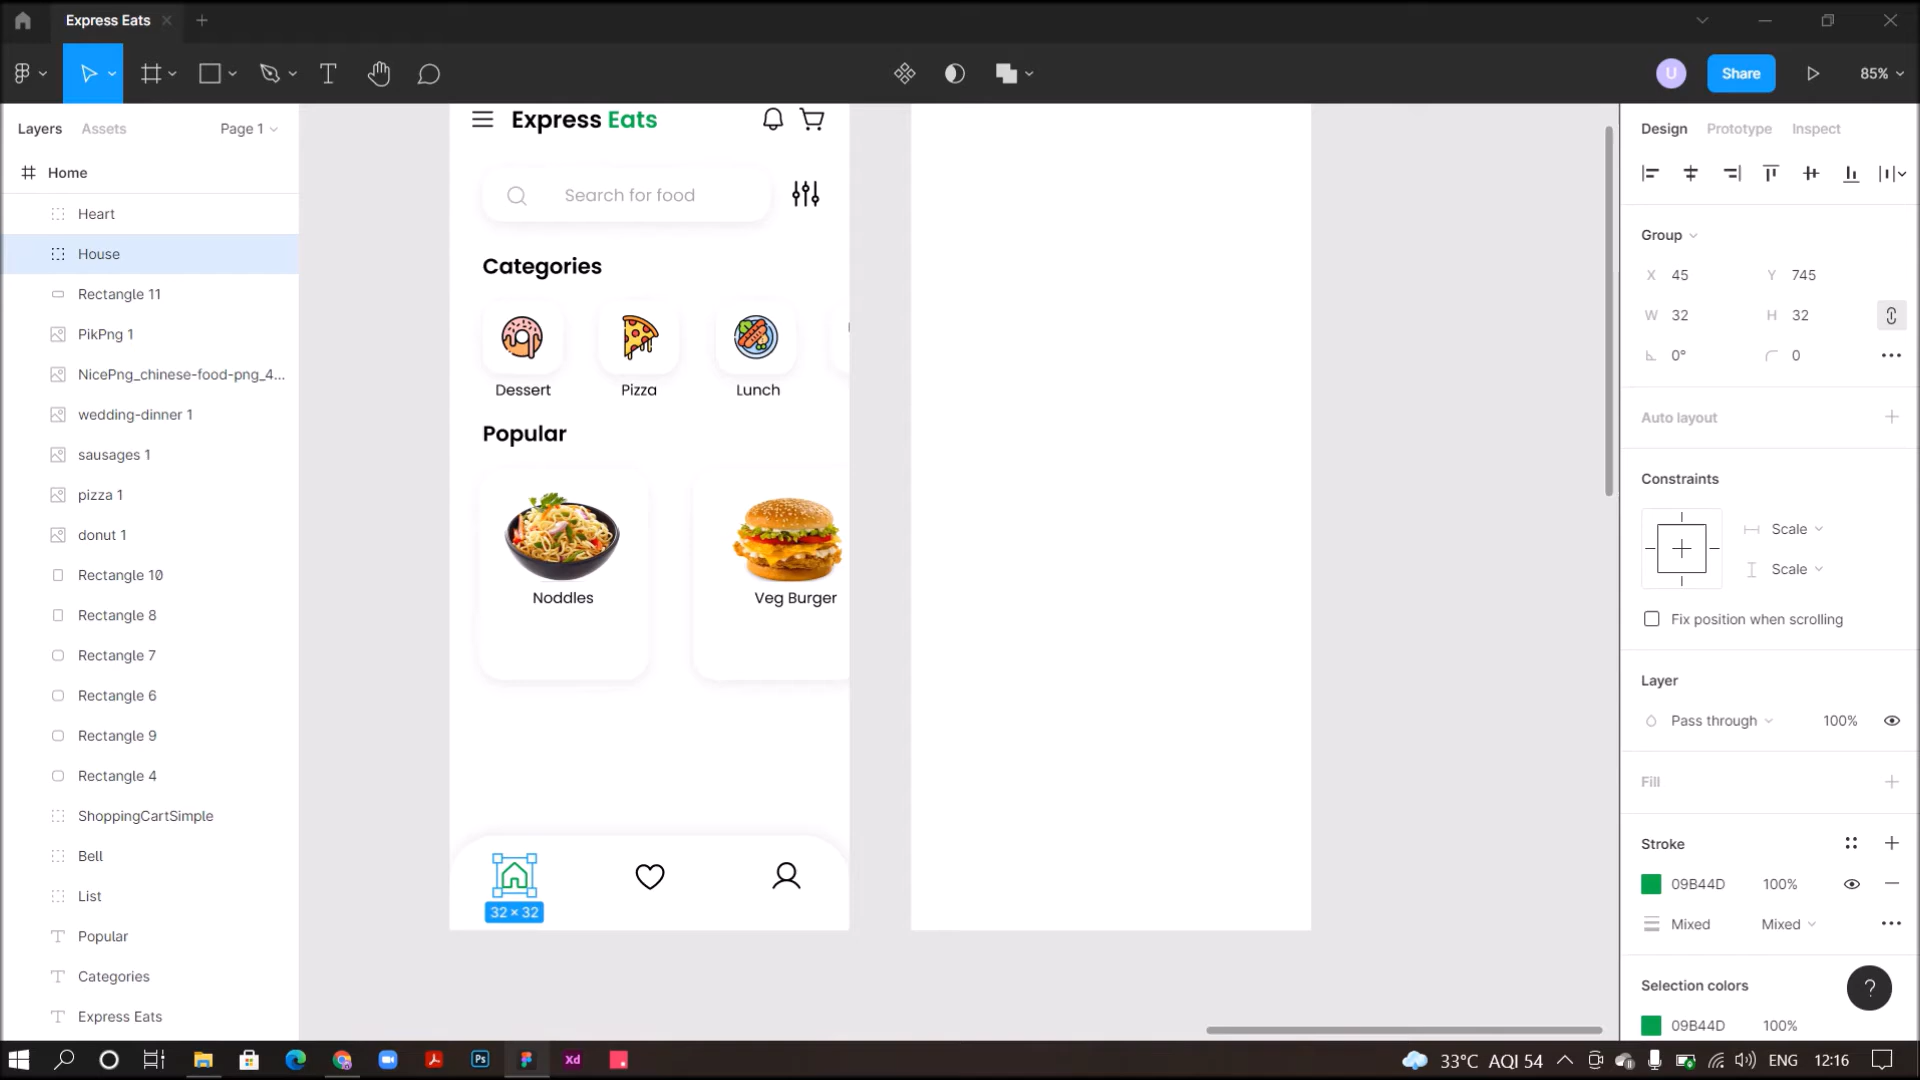 Express Eats
Share
85%
Layers
Assets
Page 1
Home
Heart
House
Rectangle 11
PikPng 1
NicePng_chinese-food-png_4...
wedding-dinner 1
sausages 1
pizza 1
donut 1
Rectangle 10
Rectangle 8
Rectangle 7
Rectangle 6
Rectangle 9
Rectangle 4
ShoppingCartSimple
Bell
List
Popular
Categories
Express Eats
Express Eats
Search for food
Categories
Dessert
Pizza
Lunch
Popular
Noddles
Veg Burger
32 × 32
Design
Prototype
Inspect
Group
X 45
Y 745
W 32
H 32
0°
0
Auto layout
Constraints
Scale
Scale
Fix position when scrolling
Layer
Pass through
100%
Fill
Stroke
09B44D
100%
Mixed
Mixed
Selection colors
09B44D
100%
?
U
Ps
Xd
33°C AQI 54
ENG
12:16